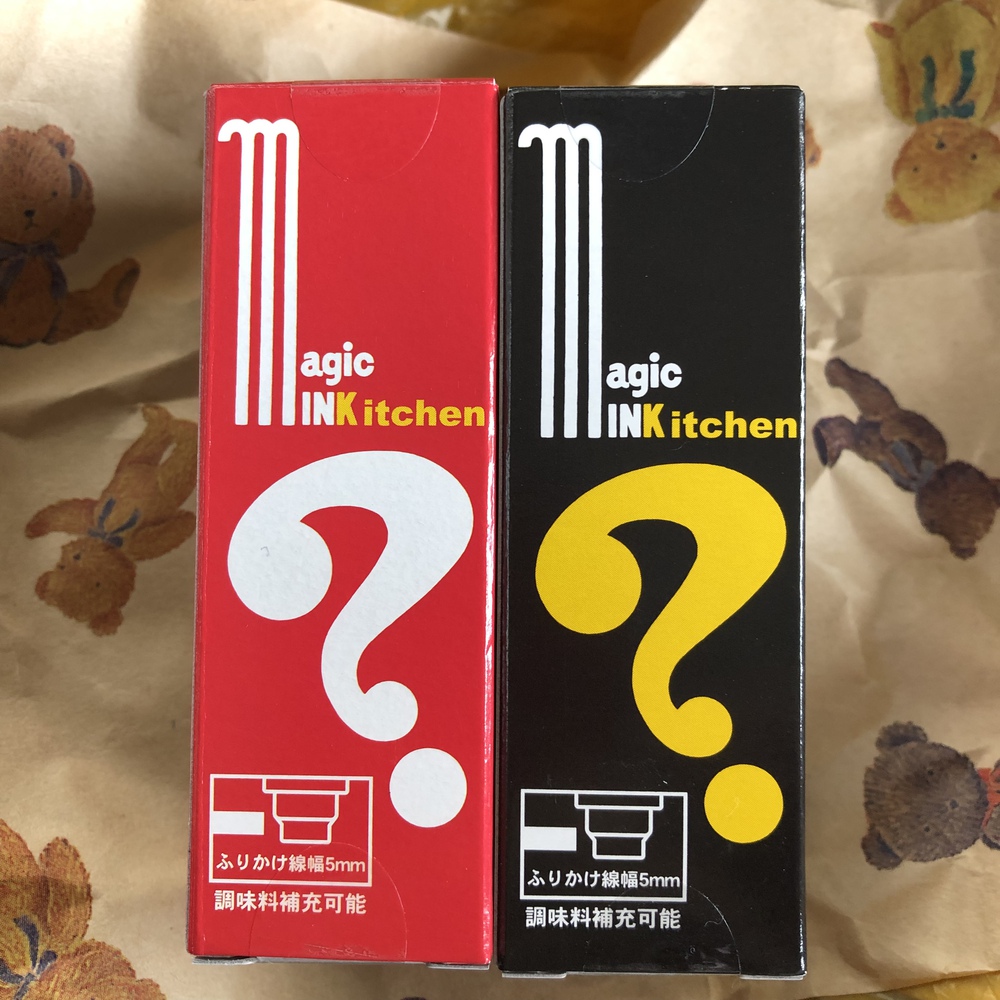 Magic
INKitchen
?
ふりかけ線幅5mm
調味料補充可能
Magic
INKitchen
?
ふりかけ線幅5mm
調味料補充可能